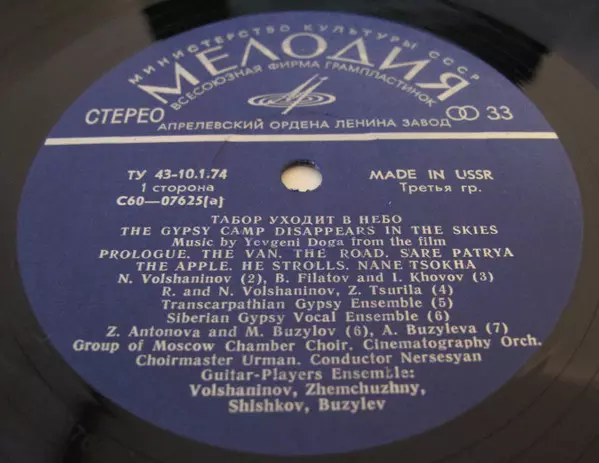 МИНИСТЕРСТВО КУЛЬТУРЫ СССР
МЕЛОДИЯ
ВСЕСОЮЗНАЯ ФИРМА ГРАМПЛАСТИНОК
СТЕРЕО
33
АПРЕЛЕВСКИЙ ОРДЕНА ЛЕНИНА ЗАВОД
ТУ 43-10.1.74
MADE IN USSR
1 сторона
Третья гр.
С60—07625(а)
ТАБОР УХОДИТ В НЕБО
THE GYPSY CAMP DISAPPEARS IN THE SKIES
Music by Yevgeni Doga from the film
PROLOGUE. THE VAN. THE ROAD. SARE PATRYA
THE APPLE. HE STROLLS. NANE TSOKHA
N. Volshaninov (2), B. Filatov and I. Khovov (3)
R. and N. Volshaninov, Z. Tsurila (4)
Transcarpathian Gypsy Ensemble (5)
Siberian Gypsy Vocal Ensemble (6)
Z. Antonova and M. Buzylov (6), A. Buzyleva (7)
Group of Moscow Chamber Choir. Cinematography Orch.
Choirmaster Urman. Conductor Nersesyan
Guitar-Players Ensemble:
Volshaninov, Zhemchuzhny,
Shishkov, Buzylev